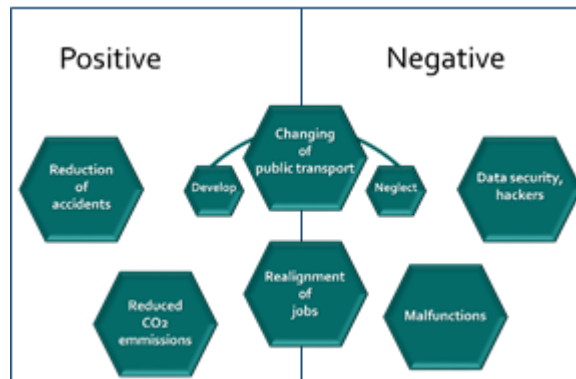 Positive
Negative
Changing
of
public transport
Reduction
of
accidents
Develop
Neglect
Data security,
hackers
Reduced
CO2
emmissions
Realignment
of
jobs
Malfunctions